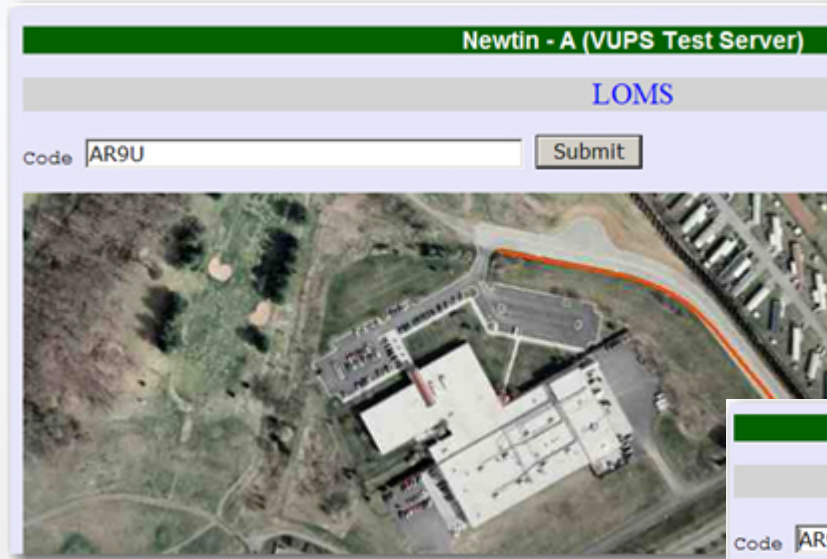 Newtin - A (VUPS Test Server)
LOMS
Code AR9U Submit
Code AR